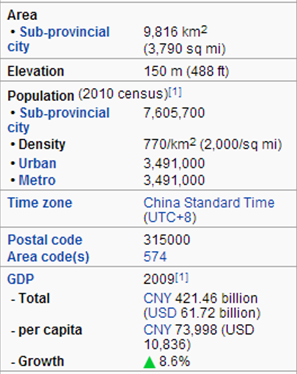 Area
• Sub-provincial city 9,816 km2 (3,790 sq mi)
Elevation 150 m (488 ft)
Population (2010 census)[1]
• Sub-provincial city 7,605,700
• Density 770/km2 (2,000/sq mi)
• Urban 3,491,000
• Metro 3,491,000
Time zone China Standard Time (UTC+8)
Postal code 315000
Area code(s) 574
GDP 2009[1]
- Total CNY 421.46 billion (USD 61.72 billion)
- per capita CNY 73,998 (USD 10,836)
- Growth ▲ 8.6%